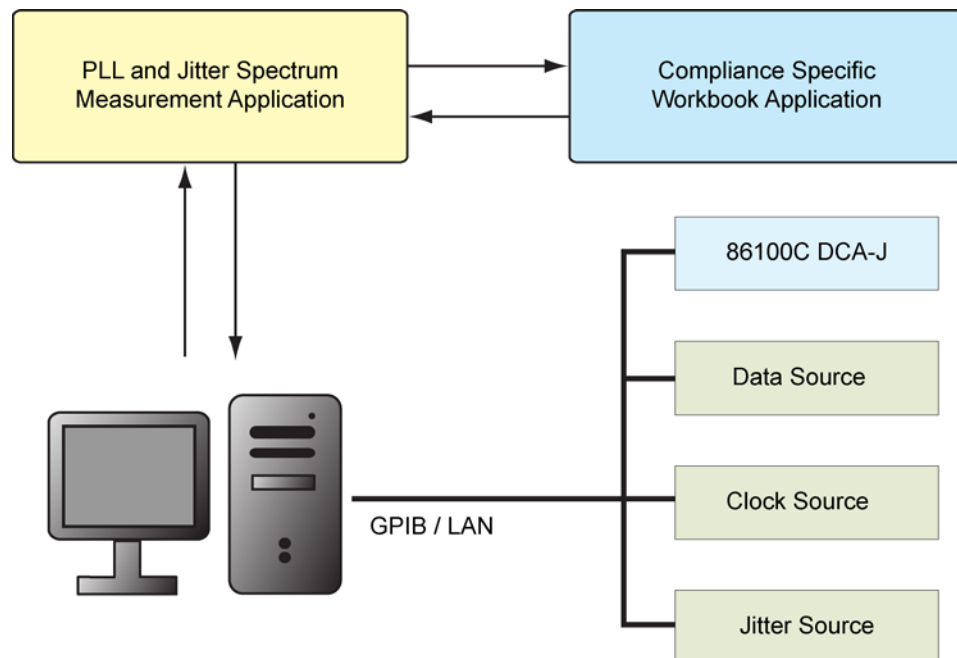 PLL and Jitter Spectrum
Measurement Application
Compliance Specific
Workbook Application
86100C DCA-J
Data Source
Clock Source
GPIB / LAN
Jitter Source